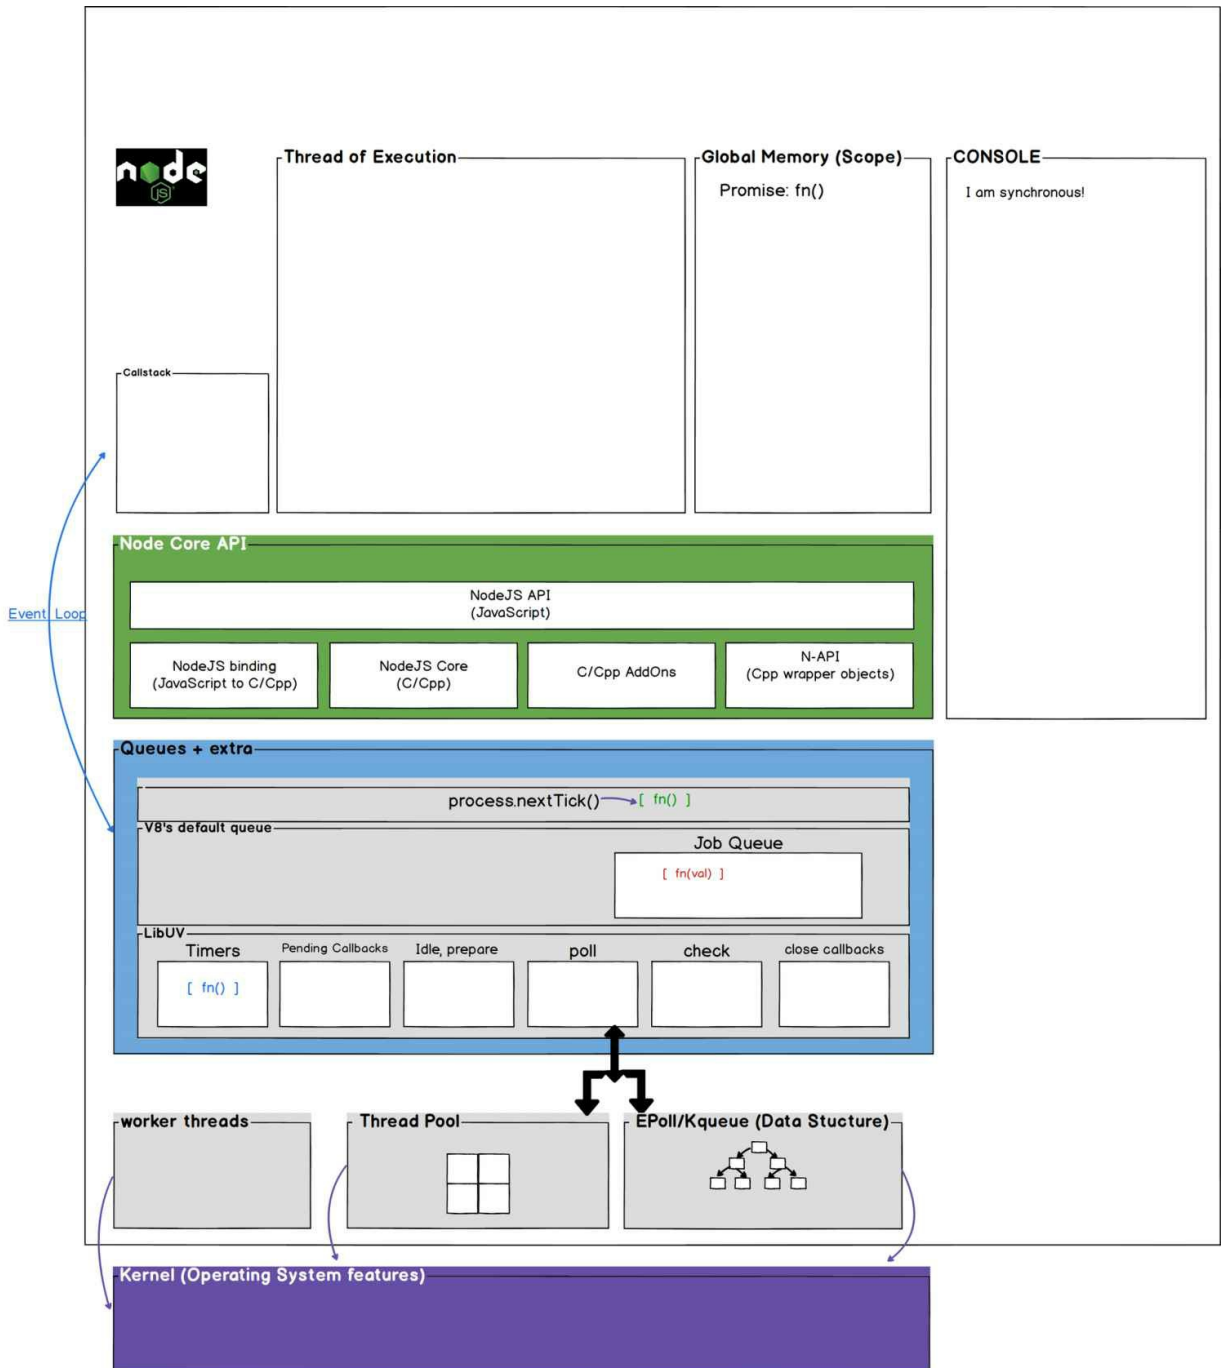 node
JS
Thread of Execution
Global Memory (Scope)
Promise: fn()
CONSOLE
I am synchronous!
Callstack
Event Loop
Node Core API
NodeJS API
(JavaScript)
NodeJS binding
(JavaScript to C/Cpp)
NodeJS Core
(C/Cpp)
C/Cpp AddOns
N-API
(Cpp wrapper objects)
Queues + extra
process.nextTick()
[ fn() ]
V8's default queue
Job Queue
[ fn(val) ]
LibUV
Timers
[ fn() ]
Pending Callbacks
Idle, prepare
poll
check
close callbacks
worker threads
Thread Pool
EPoll/Kqueue (Data Stucture)
Kernel (Operating System features)